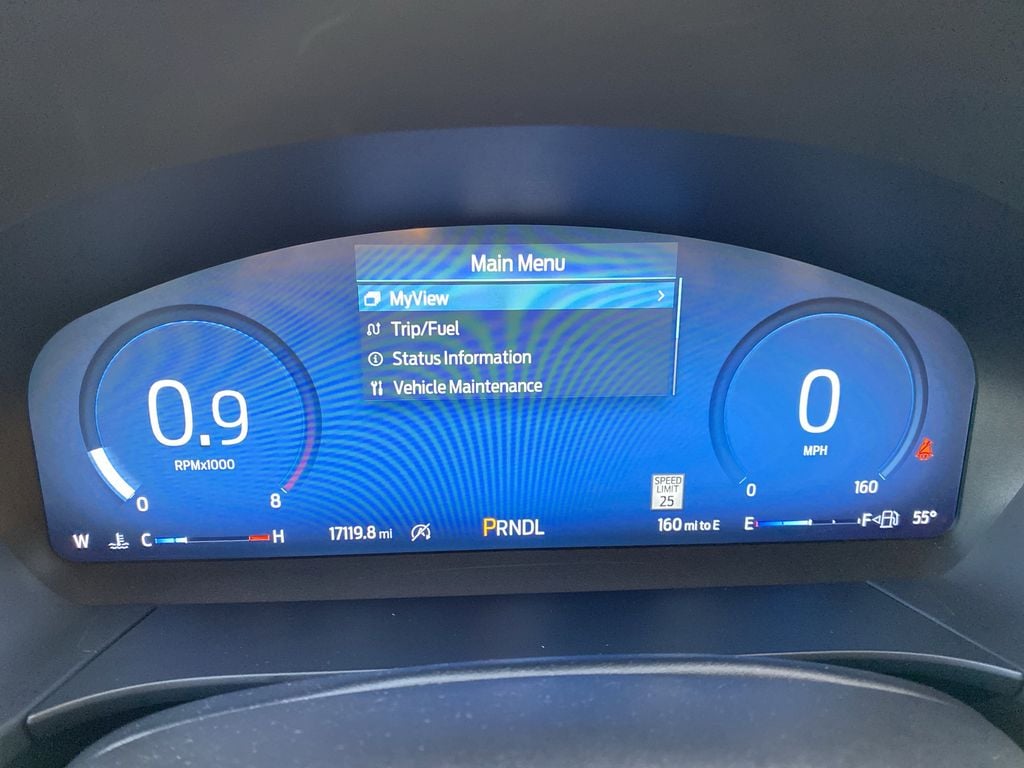 Main Menu
MyView
Trip/Fuel
Status Information
Vehicle Maintenance
0.9
RPMx1000
0
8
0
MPH
0
160
SPEED
LIMIT
25
W
C
H
17119.8 mi
PRNDL
160 mi to E
E
F
55°